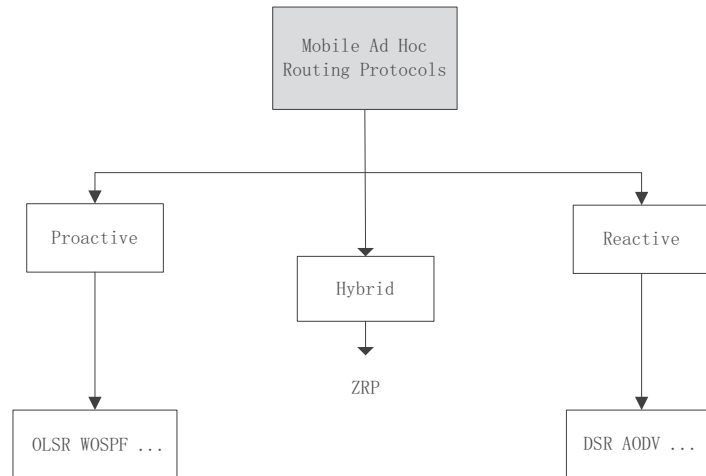 Mobile Ad Hoc
Routing Protocols
Proactive
Reactive
Hybrid
ZRP
OLSR WOSPF ...
DSR AODV ...